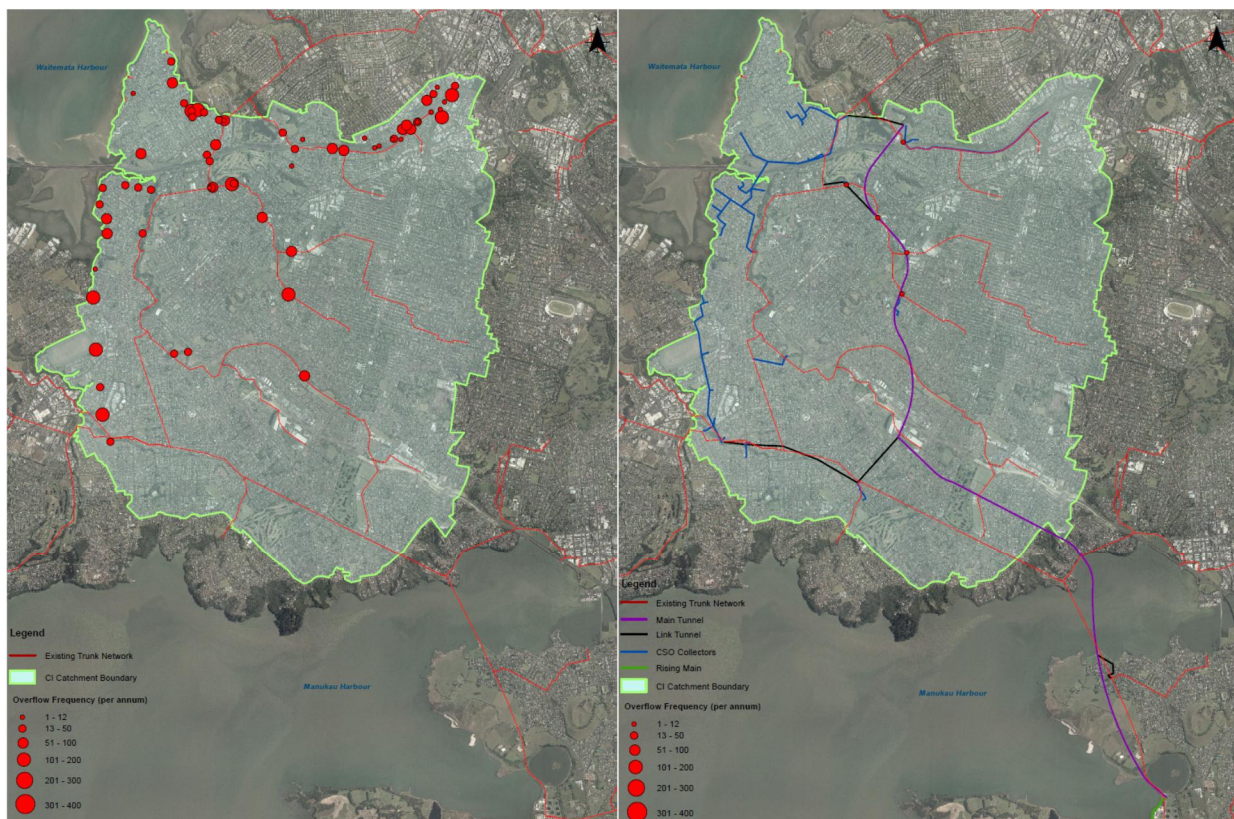 N
Waitemata Harbour
Manukau Harbour
Legend
Existing Trunk Network
CI Catchment Boundary
Overflow Frequency (per annum)
1 - 12
13 - 50
51 - 100
101 - 200
201 - 300
301 - 400
N
Waitemata Harbour
Manukau Harbour
Legend
Existing Trunk Network
Main Tunnel
Link Tunnel
CSO Collectors
Rising Main
CI Catchment Boundary
Overflow Frequency (per annum)
1 - 12
13 - 50
51 - 100
101 - 200
201 - 300
301 - 400